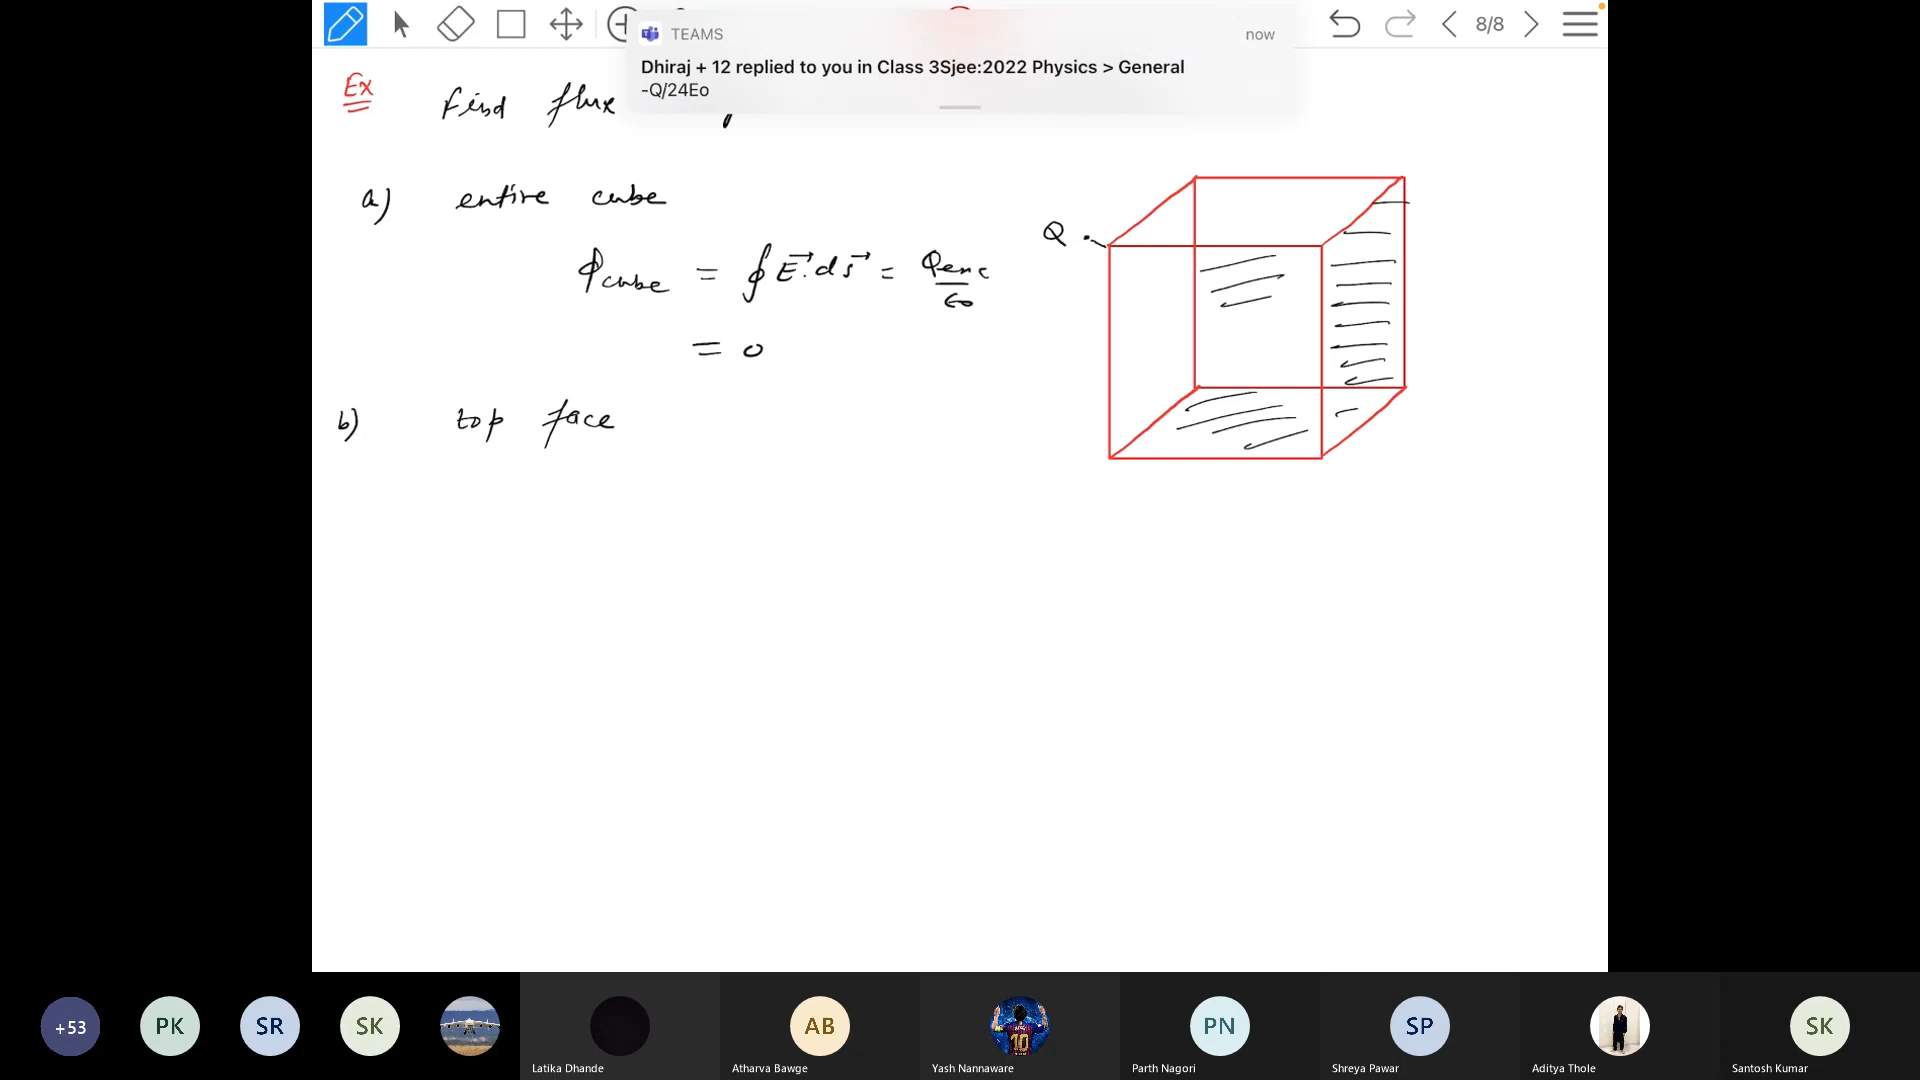 8/8
TEAMS
now
Dhiraj + 12 replied to you in Class 3Sjee:2022 Physics > General
-Q/24Eo
Ex
Find flux
a) entire cube
Q
ϕcube = ∮E⃗.ds⃗ = Qenc/ϵo
= 0
b) top face
+53
PK
SR
SK
AB
PN
SP
SK
Latika Dhande
Atharva Bawge
Yash Nannaware
Parth Nagori
Shreya Pawar
Aditya Thole
Santosh Kumar